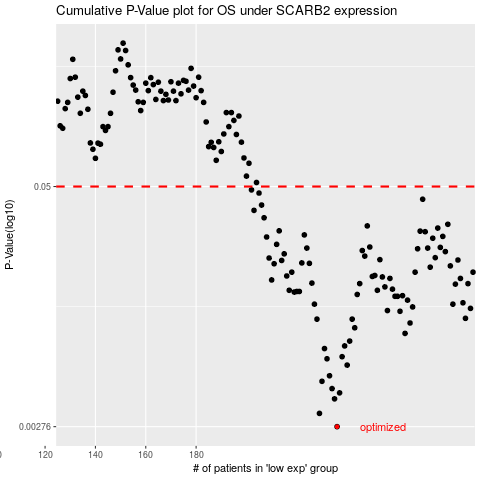 Cumulative P-Value plot for OS under SCARB2 expression
P-Value(log10)
0.05
0.00276
optimized
0 120 140 160 180
# of patients in 'low exp' group